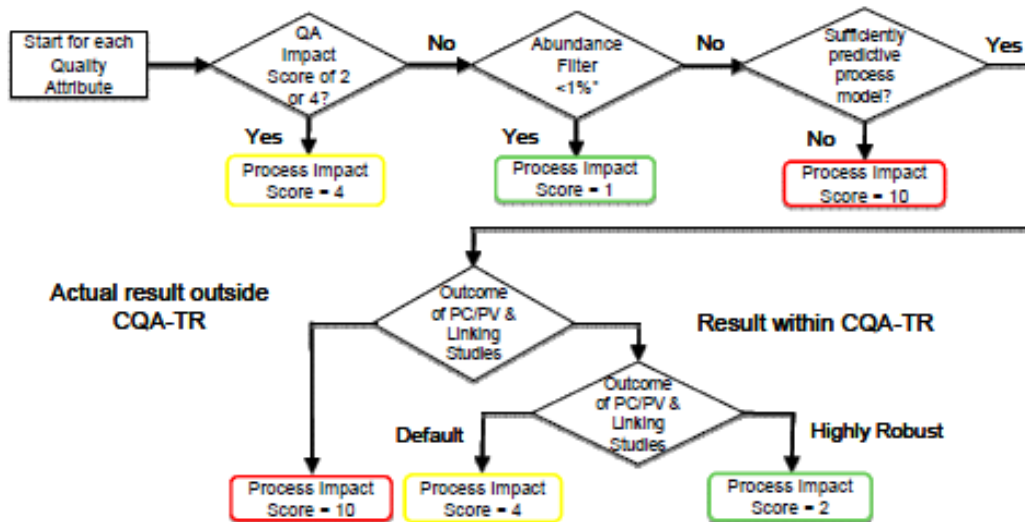 Start for each
Quality
Attribute
QA
Impact
Score of 2
or 4?
No
Abundance
Filter
<1%*
No
Sufficiently
predictive
process
model?
Yes
Yes
Process Impact
Score = 4
Yes
Process Impact
Score = 1
No
Process Impact
Score = 10
Actual result outside
CQA-TR
Outcome
of PC/PV &
Linking
Studies
Result within CQA-TR
Outcome
of PC/PV &
Linking
Studies
Default
Highly Robust
Process Impact
Score = 10
Process Impact
Score = 4
Process Impact
Score = 2